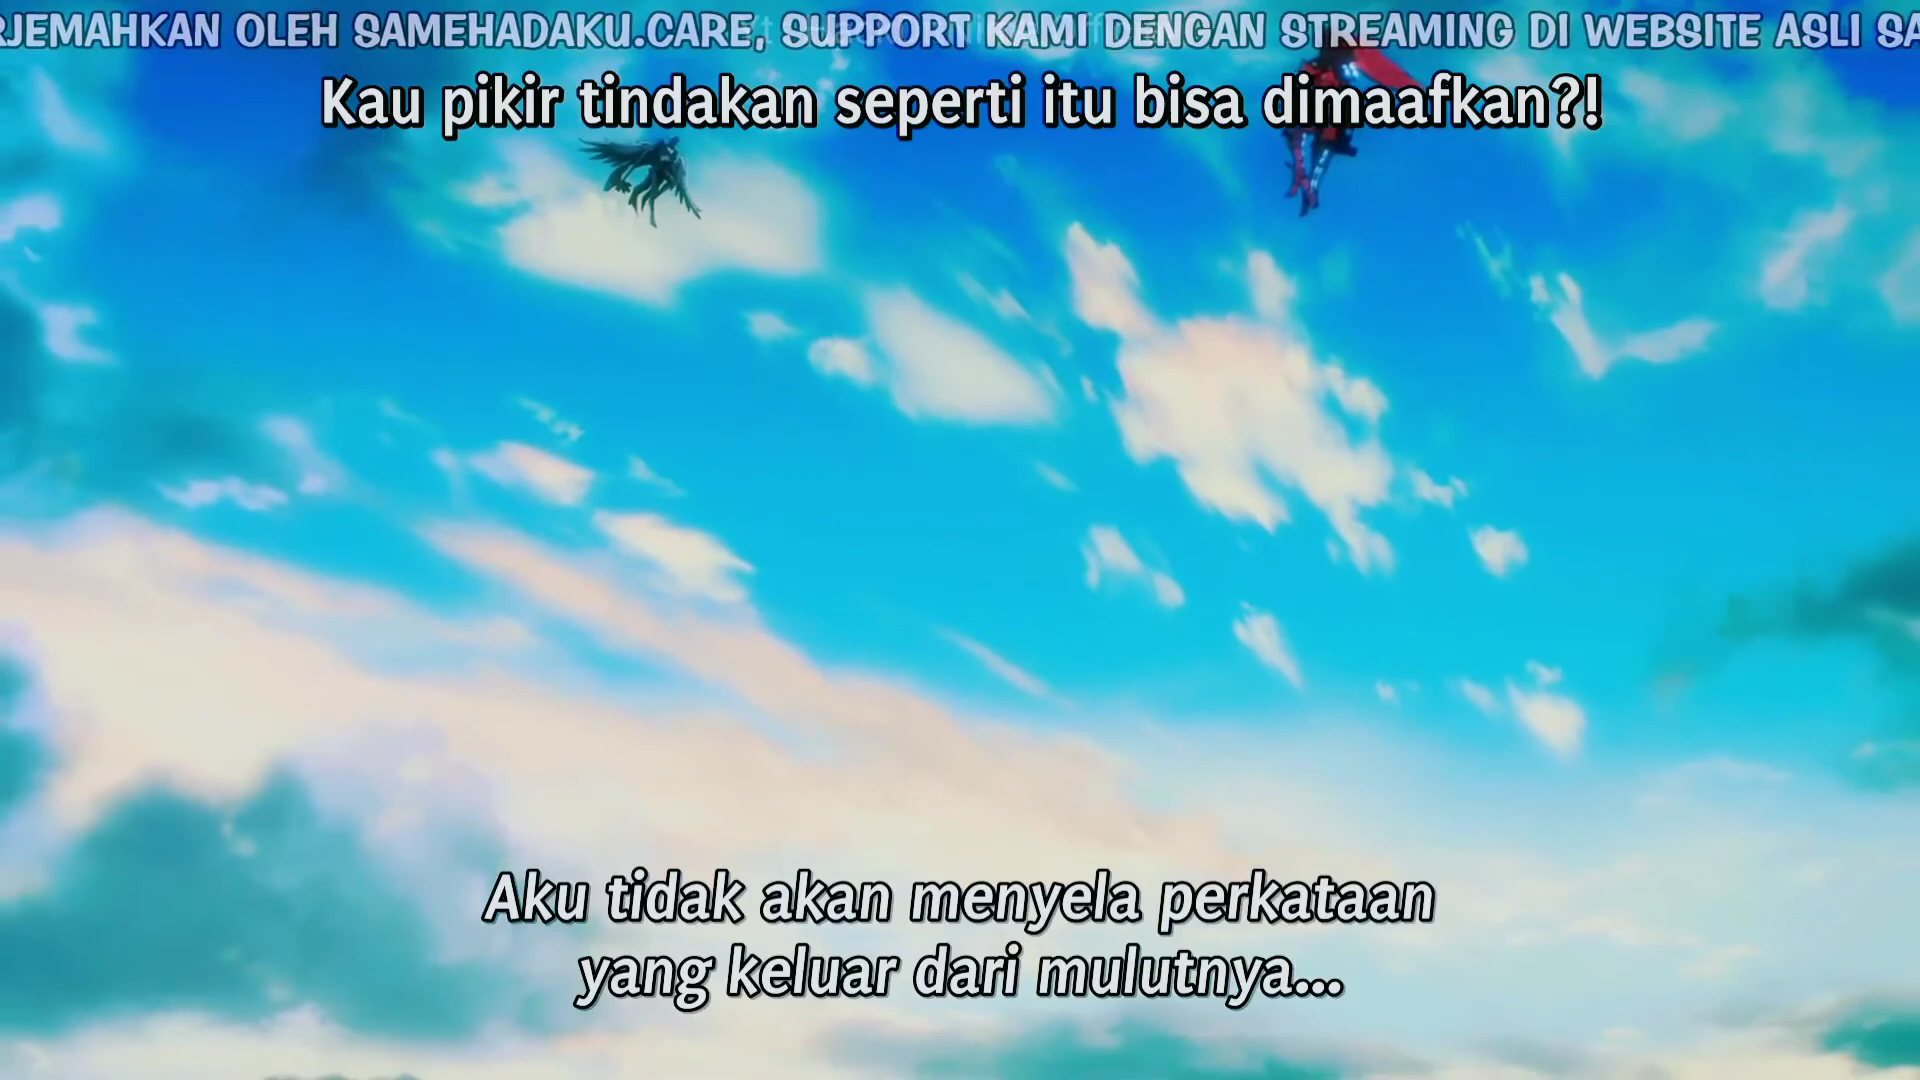 RJEMAHKAN OLEH SAMEHADAKU.CARE, SUPPORT KAMI DENGAN STREAMING DI WEBSITE ASLI SA
Kau pikir tindakan seperti itu bisa dimaafkan?!
Aku tidak akan menyela perkataan
yang keluar dari mulutnya...